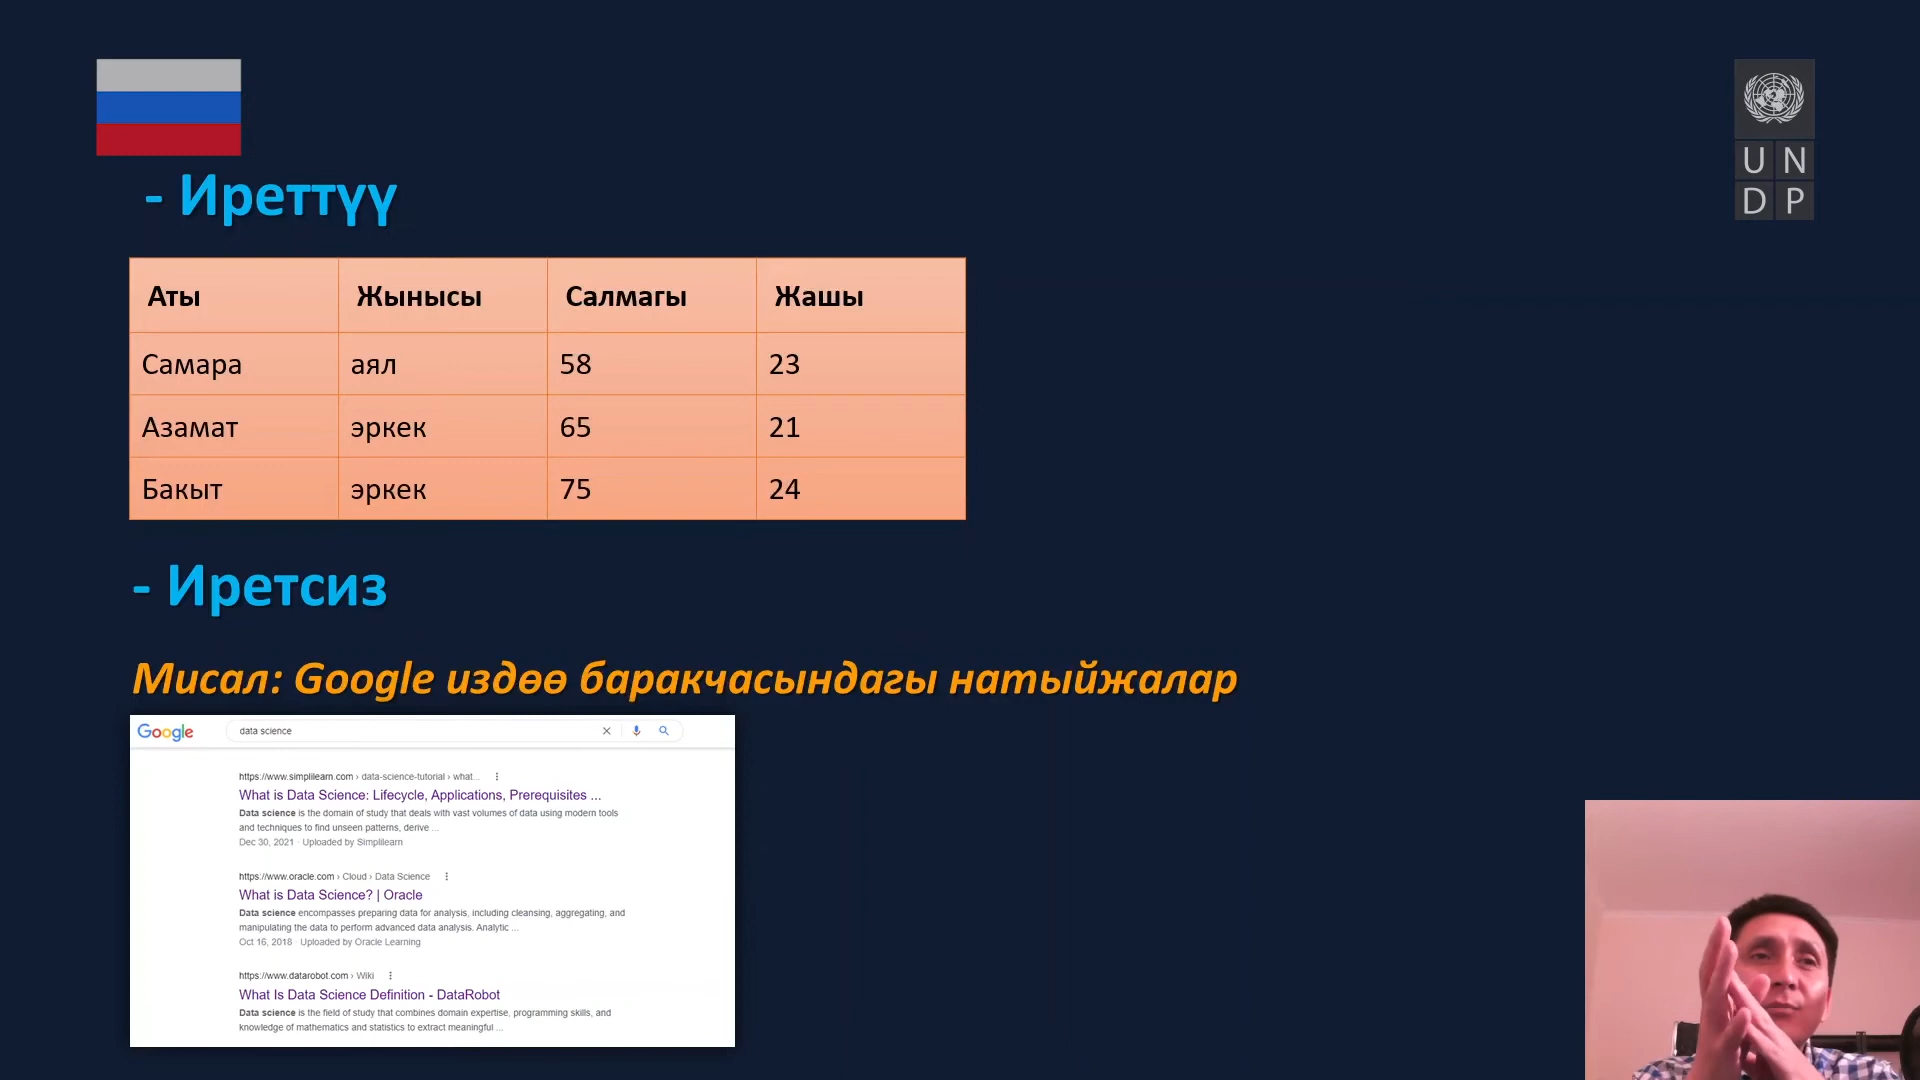 UN
DP
- Иреттүү
Аты Жынысы Салмагы Жашы
Самара аял 58 23
Азамат эркек 65 21
Бакыт эркек 75 24
- Иретсиз
Мисал: Google издөө баракчасындагы натыйжалар
Google data science
https://www.simplilearn.com › data-science-tutorial › what...
What is Data Science: Lifecycle, Applications, Prerequisites ...
Data science is the domain of study that deals with vast volumes of data using modern tools
and techniques to find unseen patterns, derive ...
Dec 30, 2021 · Uploaded by Simplilearn
https://www.oracle.com › Cloud › Data Science
What is Data Science? | Oracle
Data science encompasses preparing data for analysis, including cleansing, aggregating, and
manipulating the data to perform advanced data analysis. Analytic ...
Oct 16, 2018 · Uploaded by Oracle Learning
https://www.datarobot.com › Wiki
What Is Data Science Definition - DataRobot
Data science is the field of study that combines domain expertise, programming skills, and
knowledge of mathematics and statistics to extract meaningful ...